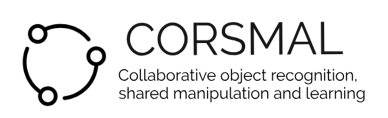 CORSMAL
Collaborative object recognition,
shared manipulation and learning